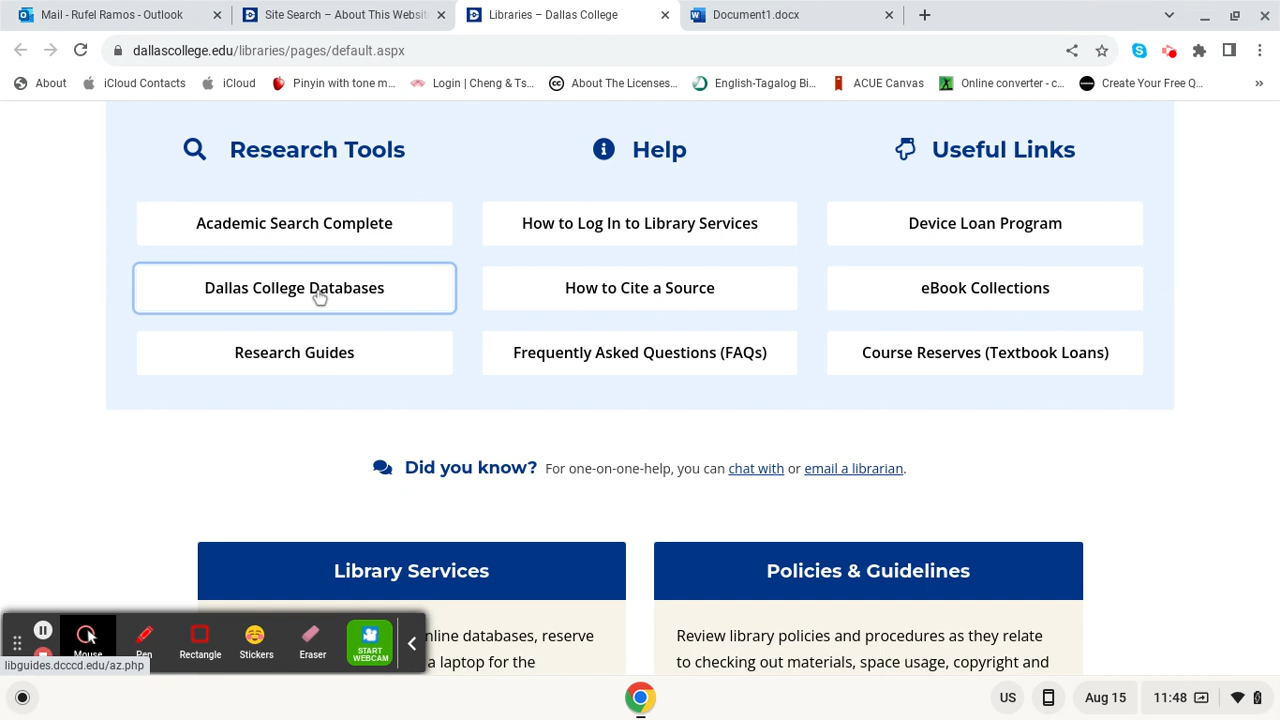 Mail - Rufel Ramos - Outlook
Site Search – About This Websit
Libraries – Dallas College
Document1.docx
dallascollege.edu/libraries/pages/default.aspx
About
iCloud Contacts
iCloud
Pinyin with tone m...
Login | Cheng & Ts...
About The Licenses...
English-Tagalog Bi...
ACUE Canvas
Online converter - c...
Create Your Free Q...
Research Tools
Help
Useful Links
Academic Search Complete
How to Log In to Library Services
Device Loan Program
Dallas College Databases
How to Cite a Source
eBook Collections
Research Guides
Frequently Asked Questions (FAQs)
Course Reserves (Textbook Loans)
Did you know? For one-on-one-help, you can chat with or email a librarian.
Library Services
Policies & Guidelines
nline databases, reserve
a laptop for the
Review library policies and procedures as they relate
to checking out materials, space usage, copyright and
Mouse
Pen
Rectangle
Stickers
Eraser
START
WEBCAM
libguides.dcccd.edu/az.php
US
Aug 15
11:48